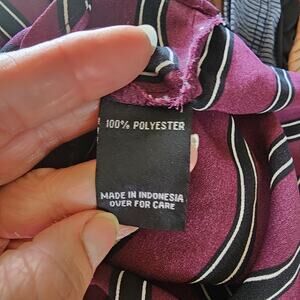 100% POLYESTER
MADE IN INDONESIA
OVER FOR CARE